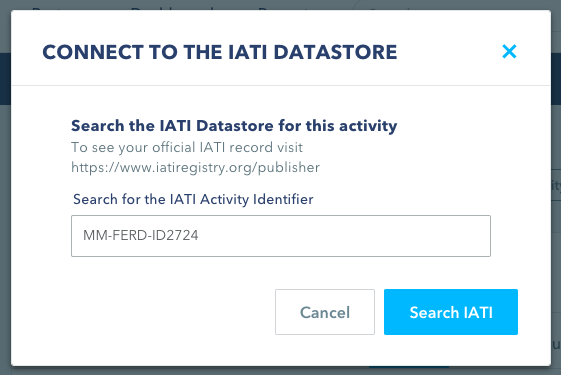 CONNECT TO THE IATI DATASTORE
Search the IATI Datastore for this activity
To see your official IATI record visit
https://www.iatiregistry.org/publisher
Search for the IATI Activity Identifier
MM-FERD-ID2724
Cancel
Search IATI